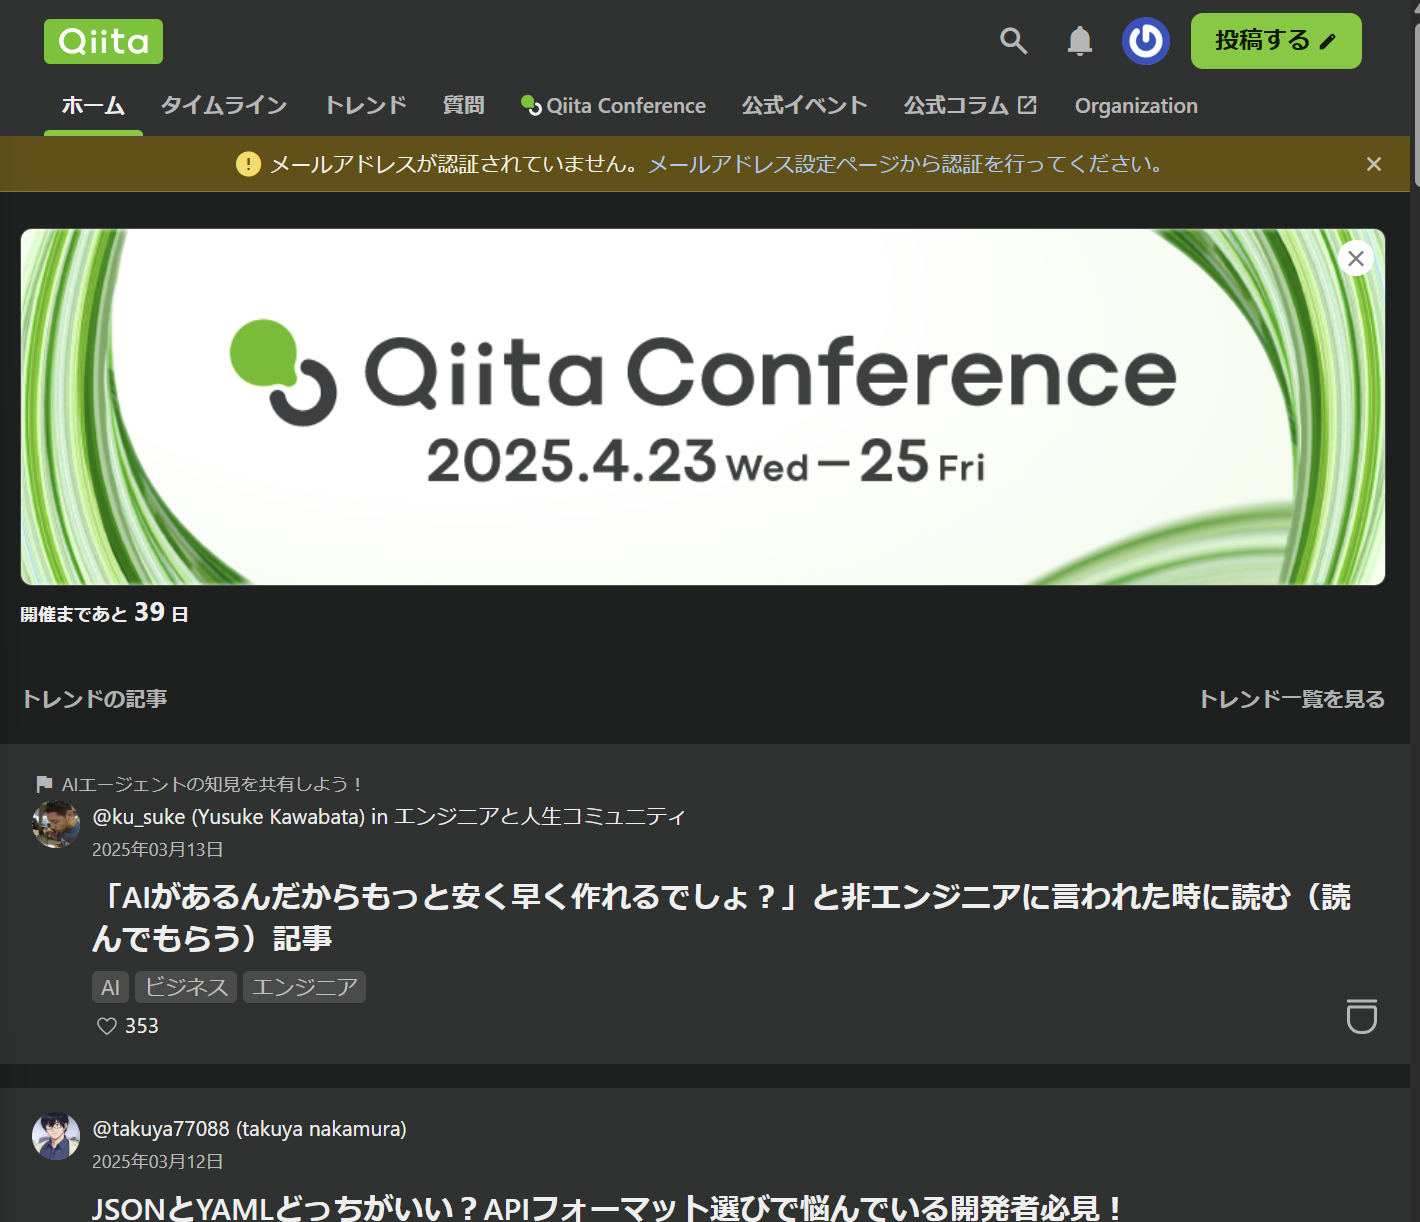 Qiita
投稿する
ホーム タイムライン トレンド 質問 Qiita Conference 公式イベント 公式コラム Organization
メールアドレスが認証されていません。メールアドレス設定ページから認証を行ってください。
Qiita Conference
2025.4.23 Wed – 25 Fri
開催まであと 39 日
トレンドの記事
トレンド一覧を見る
AIエージェントの知見を共有しよう！
@ku_suke (Yusuke Kawabata) in エンジニアと人生コミュニティ
2025年03月13日
「AIがあるんだからもっと安く早く作れるでしょ？」と非エンジニアに言われた時に読む（読
んでもらう）記事
AI ビジネス エンジニア
353
@takuya77088 (takuya nakamura)
2025年03月12日
JSONとYAMLどっちがいい？APIフォーマット選びで悩んでいる開発者必見！